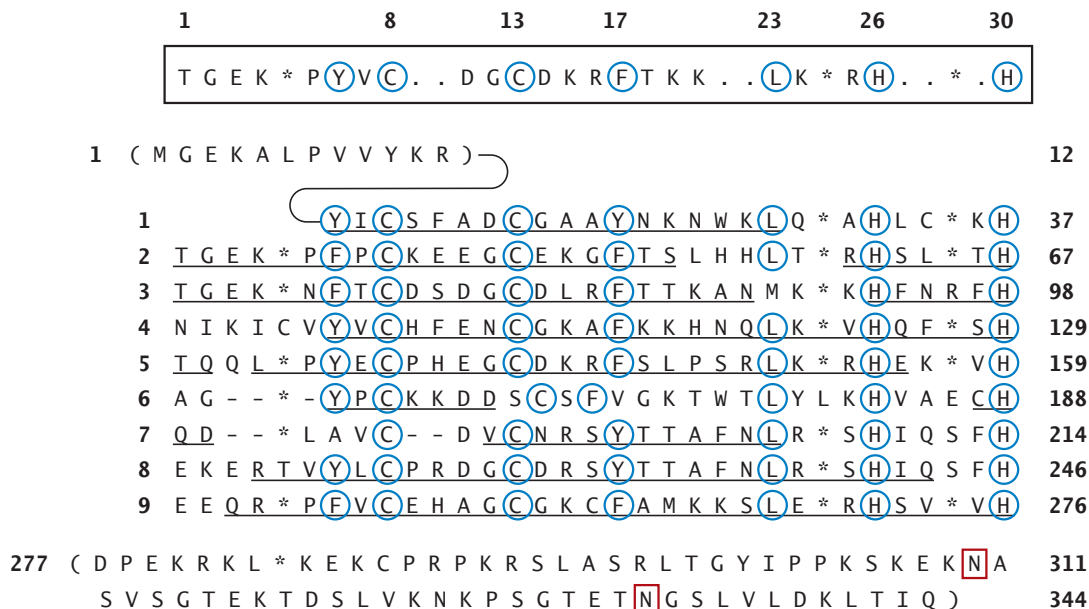 1 8 13 17 23 26 30
T G E K * P Y V C . . D G C D K R F T K K . . L K * R H . . * . H
1 ( M G E K A L P V V Y K R ) 12
1 Y I C S F A D C G A A Y N K N W K L Q * A H L C * K H 37
2 T G E K * P F P C K E E G C E K G F T S L H H L T * R H S L * T H 67
3 T G E K * N F T C D S D G C D L R F T T K A N M K * K H F N R F H 98
4 N I K I C V Y V C H F E N C G K A F K K H N Q L K * V H Q F * S H 129
5 T Q Q L * P Y E C P H E G C D K R F S L P S R L K * R H E K * V H 159
6 A G – – * – Y P C K K D D S C S F V G K T W T L Y L K H V A E C H 188
7 Q D – – * L A V C – – D V C N R S Y T T A F N L R * S H I Q S F H 214
8 E K E R T V Y L C P R D G C D R S Y T T A F N L R * S H I Q S F H 246
9 E E Q R * P F V C E H A G C G K C F A M K K S L E * R H S V * V H 276
277 ( D P E K R K L * K E K C P R P K R S L A S R L T G Y I P P K S K E K N A 311
S V S G T E K T D S L V K N K P S G T E T N G S L V L D K L T I Q ) 344